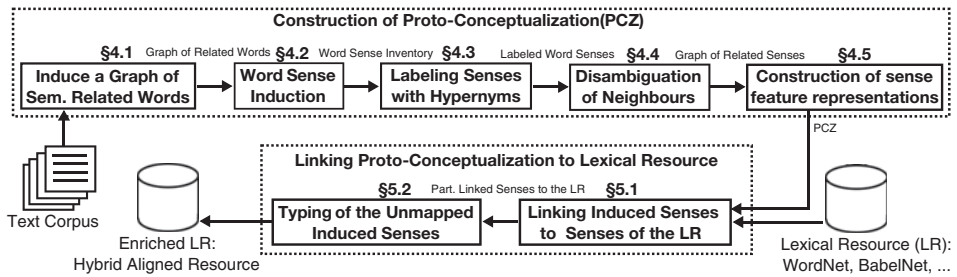 Construction of Proto-Conceptualization(PCZ)
§4.1 Graph of Related Words §4.2 Word Sense Inventory §4.3 Labeled Word Senses §4.4 Graph of Related Senses §4.5
Induce a Graph of
Sem. Related Words
Word Sense
Induction
Labeling Senses
with Hypernyms
Disambiguation
of Neighbours
Construction of sense
feature representations
PCZ
Text Corpus
Linking Proto-Conceptualization to Lexical Resource
§5.2 Part. Linked Senses to the LR §5.1
Typing of the Unmapped
Induced Senses
Linking Induced Senses
to Senses of the LR
Enriched LR:
Hybrid Aligned Resource
Lexical Resource (LR):
WordNet, BabelNet, ...